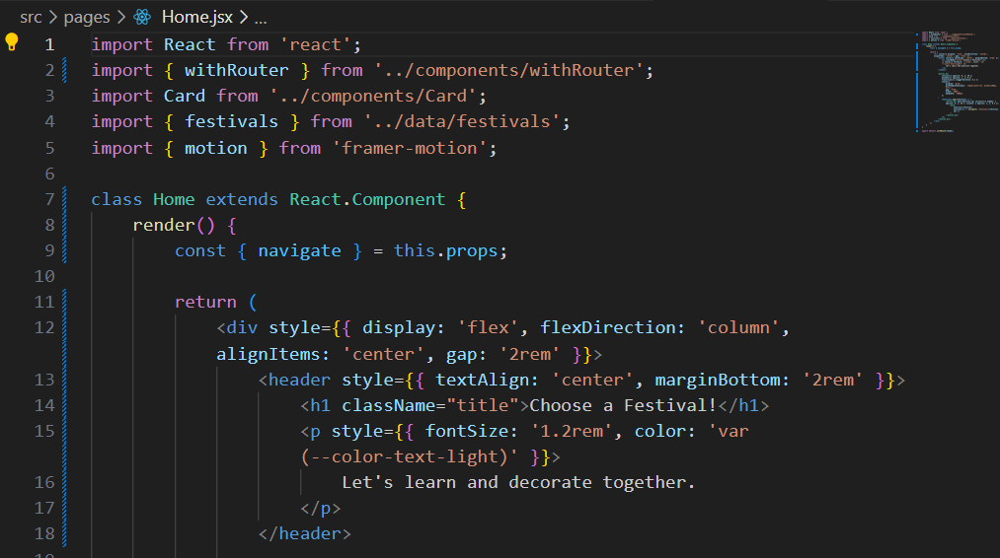 src > pages > Home.jsx > ...
1 import React from 'react';
2 import { withRouter } from '../components/withRouter';
3 import Card from '../components/Card';
4 import { festivals } from '../data/festivals';
5 import { motion } from 'framer-motion';
6
7 class Home extends React.Component {
8 render() {
9 const { navigate } = this.props;
10
11 return (
12 <div style={{ display: 'flex', flexDirection: 'column',
alignItems: 'center', gap: '2rem' }}>
13 <header style={{ textAlign: 'center', marginBottom: '2rem' }}>
14 <h1 className="title">Choose a Festival!</h1>
15 <p style={{ fontSize: '1.2rem', color: 'var
(--color-text-light)' }}>
16 Let's learn and decorate together.
17 </p>
18 </header>